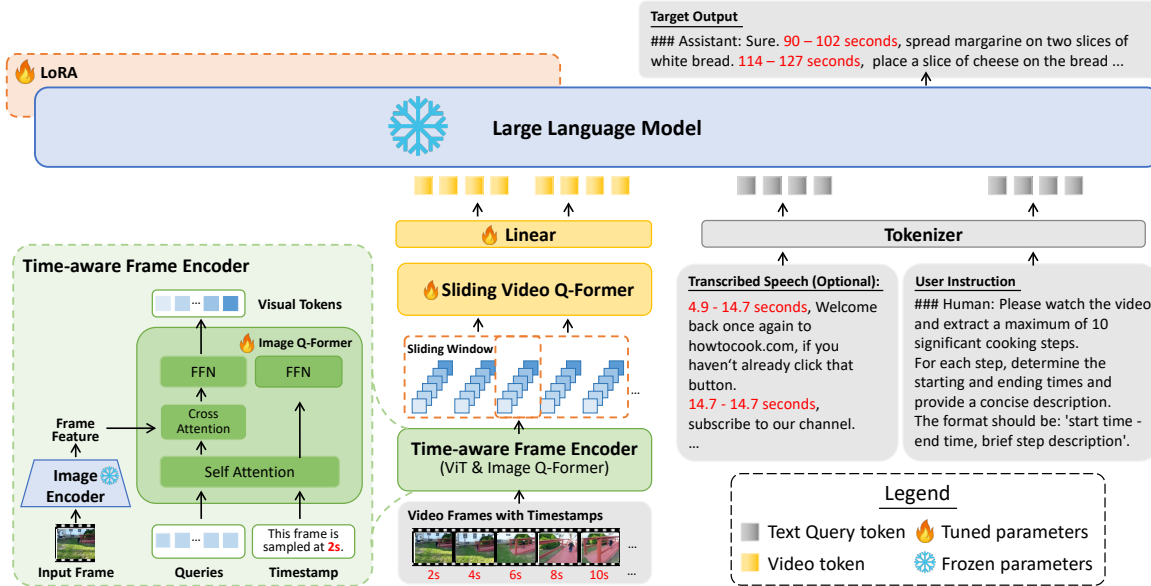 Target Output
### Assistant: Sure. 90 – 102 seconds, spread margarine on two slices of
white bread. 114 – 127 seconds, place a slice of cheese on the bread ...
LoRA
Large Language Model
Linear
Tokenizer
Time-aware Frame Encoder
Visual Tokens
Image Q-Former
FFN
FFN
Cross
Attention
Frame
Feature
Self Attention
Image
Encoder
This frame is
sampled at 2s.
Input Frame
Queries
Timestamp
Sliding Video Q-Former
Sliding Window
...
Time-aware Frame Encoder
(ViT & Image Q-Former)
Video Frames with Timestamps
...
2s 4s 6s 8s 10s ...
Transcribed Speech (Optional):
4.9 - 14.7 seconds, Welcome
back once again to
howtocook.com, if you
haven't already click that
button.
14.7 - 14.7 seconds,
subscribe to our channel.
...
User Instruction
### Human: Please watch the video
and extract a maximum of 10
significant cooking steps.
For each step, determine the
starting and ending times and
provide a concise description.
The format should be: 'start time -
end time, brief step description'.
Legend
Text Query token
Tuned parameters
Video token
Frozen parameters